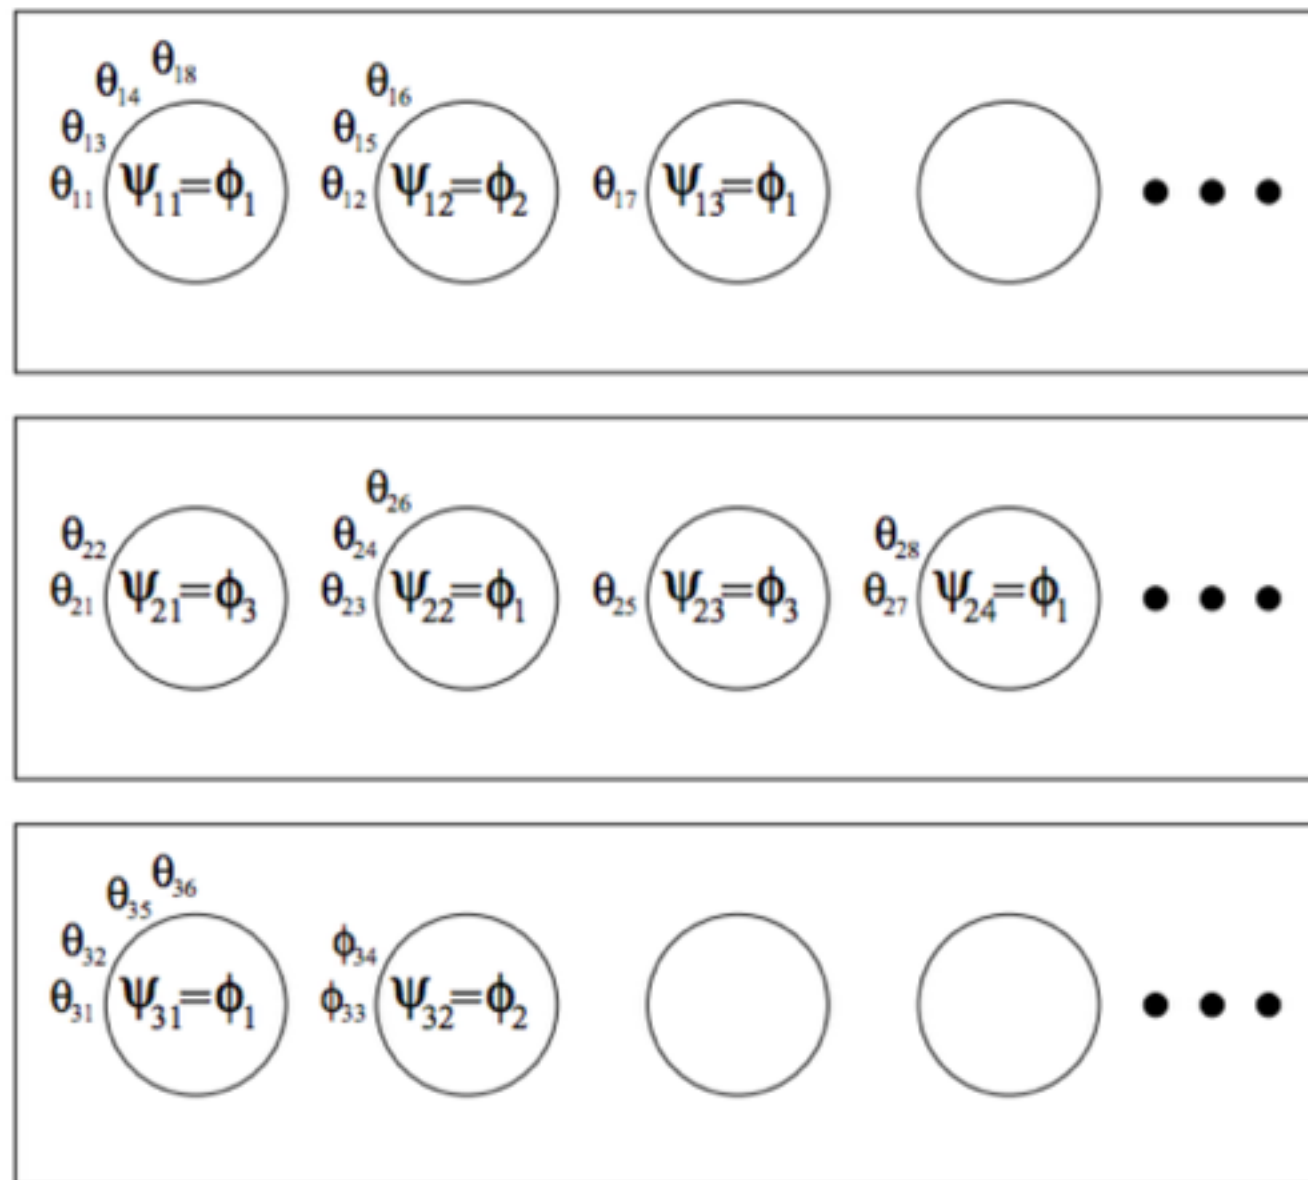 θ₁₈
θ₁₄ θ₁₆
θ₁₃ θ₁₅
θ₁₁ ψ₁₁=ϕ₁ θ₁₂ ψ₁₂=ϕ₂ θ₁₇ ψ₁₃=ϕ₁
θ₂₆
θ₂₂ θ₂₄ θ₂₈
θ₂₁ ψ₂₁=ϕ₃ θ₂₃ ψ₂₂=ϕ₁ θ₂₅ ψ₂₃=ϕ₃ θ₂₇ ψ₂₄=ϕ₁
θ₃₆
θ₃₅
θ₃₂ ϕ₃₄
θ₃₁ ψ₃₁=ϕ₁ ϕ₃₃ ψ₃₂=ϕ₂